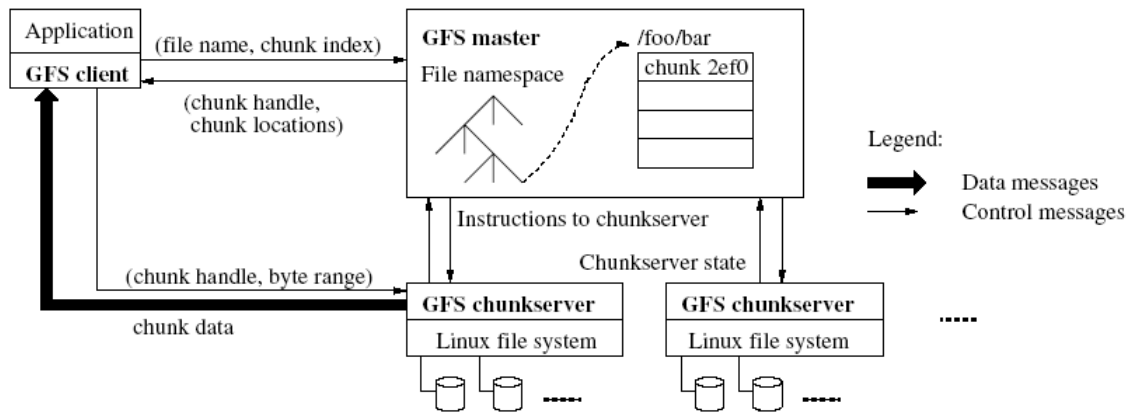 Application
GFS client
(file name, chunk index)
(chunk handle,
chunk locations)
GFS master
File namespace
/foo/bar
chunk 2ef0
Legend:
Data messages
Control messages
Instructions to chunkserver
Chunkserver state
(chunk handle, byte range)
chunk data
GFS chunkserver
Linux file system
GFS chunkserver
Linux file system